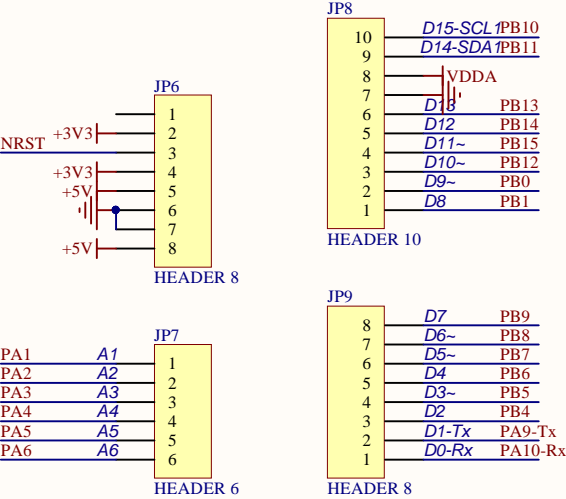 JP6
1
+3V3 2
NRST 3
+3V3 4
+5V 5
6
7
+5V 8
HEADER 8
JP8
10 D15-SCL1 PB10
9 D14-SDA1 PB11
8 VDDA
7
6 D13 PB13
5 D12 PB14
4 D11~ PB15
3 D10~ PB12
2 D9~ PB0
1 D8 PB1
HEADER 10
JP7
PA1 A1 1
PA2 A2 2
PA3 A3 3
PA4 A4 4
PA5 A5 5
PA6 A6 6
HEADER 6
JP9
8 D7 PB9
7 D6~ PB8
6 D5~ PB7
5 D4 PB6
4 D3~ PB5
3 D2 PB4
2 D1-Tx PA9-Tx
1 D0-Rx PA10-Rx
HEADER 8